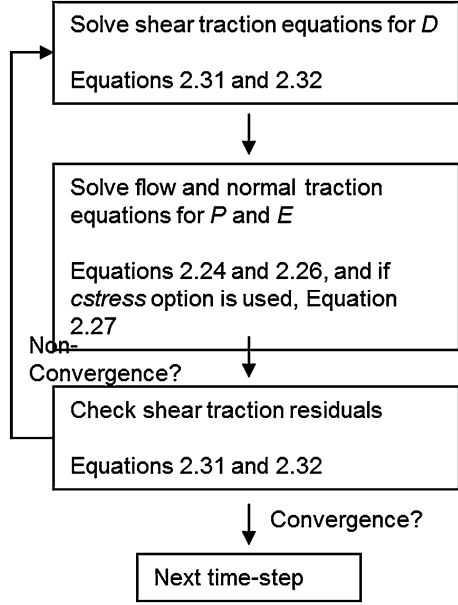 Solve shear traction equations for D
Equations 2.31 and 2.32
Solve flow and normal traction
equations for P and E
Equations 2.24 and 2.26, and if
cstress option is used, Equation
2.27
Non-
Convergence?
Check shear traction residuals
Equations 2.31 and 2.32
Convergence?
Next time-step